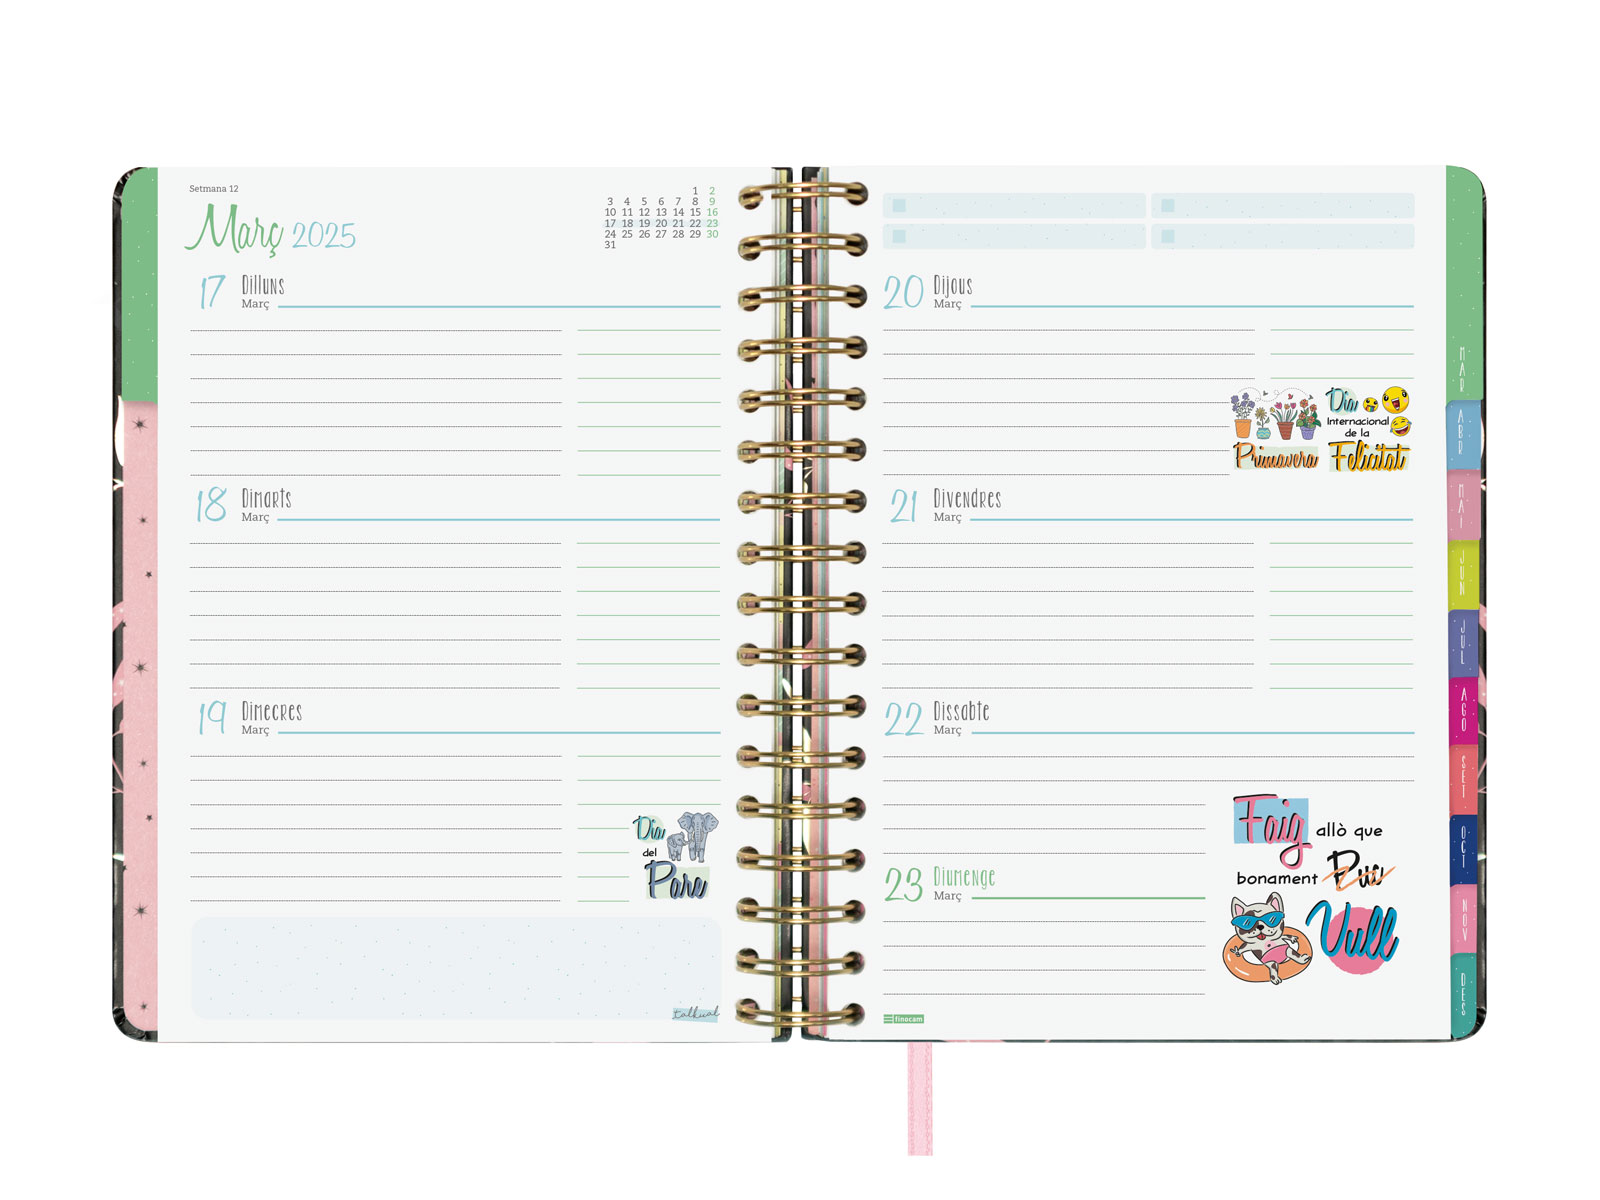 Setmana 12
Març 2025
1 2
3 4 5 6 7 8 9
10 11 12 13 14 15 16
17 18 19 20 21 22 23
24 25 26 27 28 29 30
31
17 Dilluns
Març
18 Dimarts
Març
19 Dimecres
Març
Dia
del
Pare
talkual
20 Dijous
Març
Primavera
Dia
Internacional
de la
Felicitat
21 Divendres
Març
22 Dissabte
Març
23 Diumenge
Març
Faig allò que
bonament Puc
Vull
finocam
MAR
ABR
MAI
JUN
JUL
AGO
SET
OCT
NOV
DES